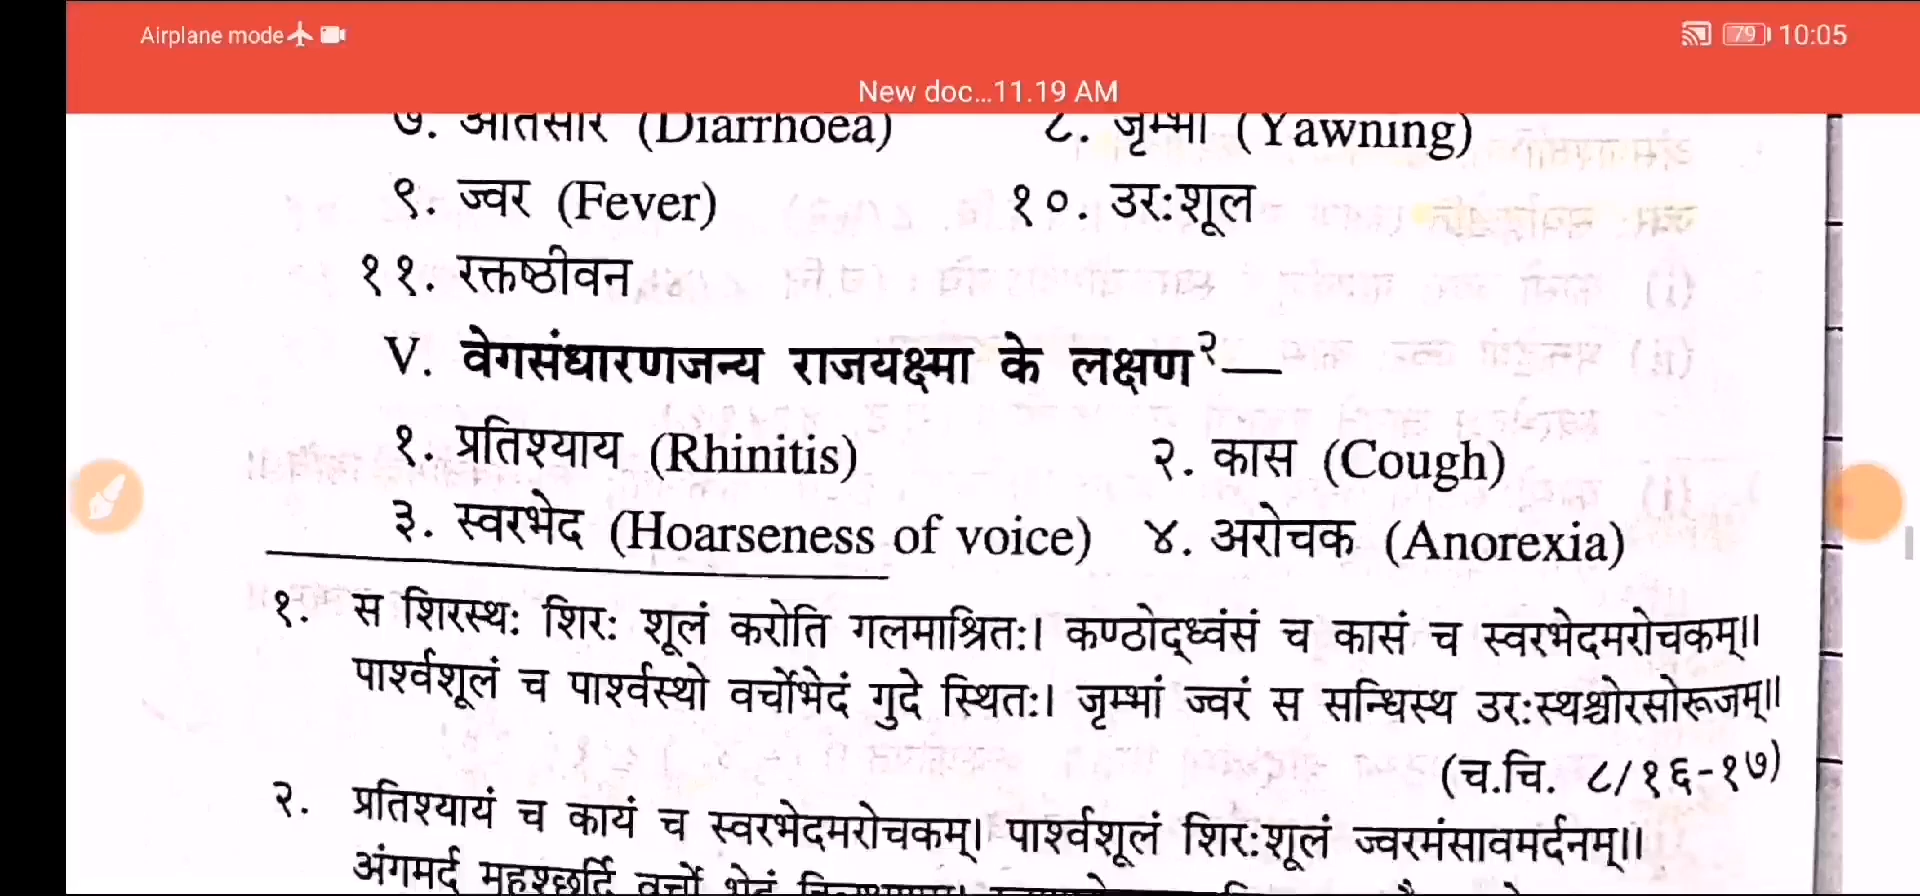 Airplane mode 79 10:05
New doc...11.19 AM
७. अतिसार (Diarrhoea) ८. जृम्भा (Yawning)
९. ज्वर (Fever) १०. उर:शूल
११. रक्तष्ठीवन
V. वेगसंधारणजन्य राजयक्ष्मा के लक्षण२—
१. प्रतिश्याय (Rhinitis) २. कास (Cough)
३. स्वरभेद (Hoarseness of voice) ४. अरोचक (Anorexia)
१. स शिरस्थ: शिर: शूलं करोति गलमाश्रित:। कण्ठोद्ध्वंसं च कासं च स्वरभेदमरोचकम्॥
पार्श्वशूलं च पार्श्वस्थो वर्चोभेदं गुदे स्थित:। जृम्भां ज्वरं स सन्धिस्थ उर:स्थश्चोरसोरूजम्॥
(च.चि. ८/१६-१७)
२. प्रतिश्यायं च कायं च स्वरभेदमरोचकम्। पार्श्वशूलं शिर:शूलं ज्वरमंसावमर्दनम्॥
अंगमर्द